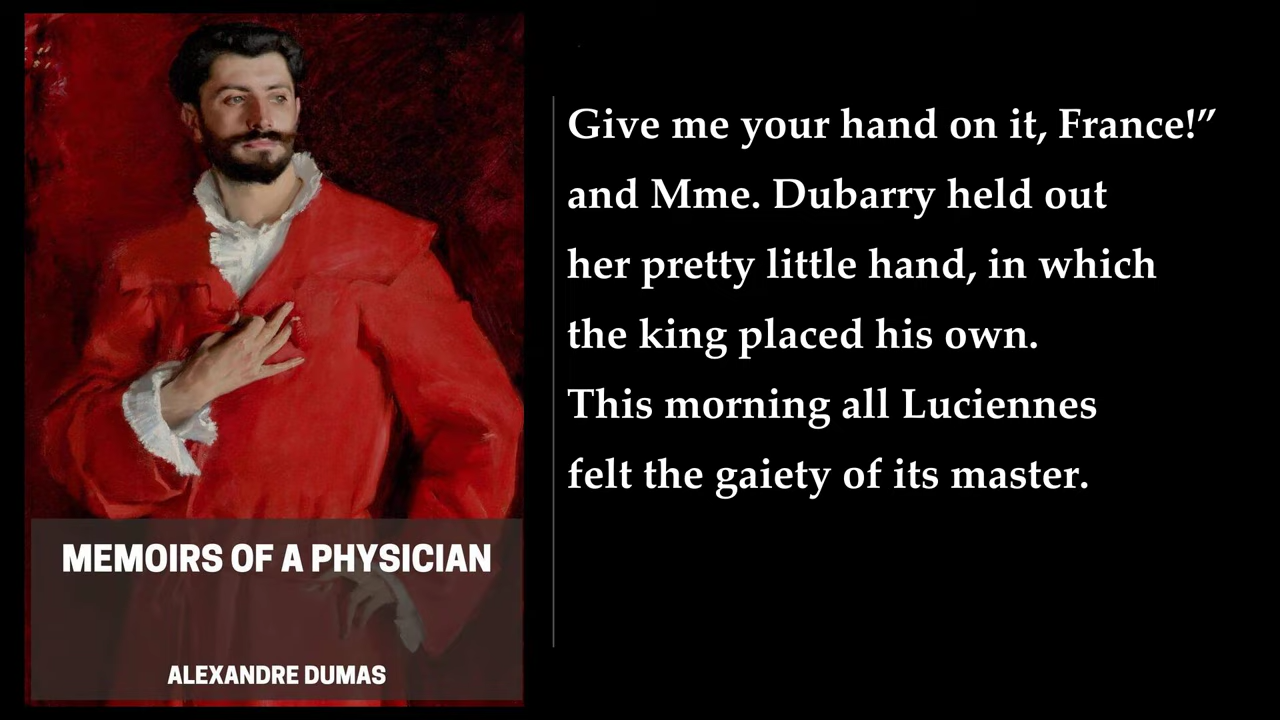 Give me your hand on it, France!”
and Mme. Dubarry held out
her pretty little hand, in which
the king placed his own.
This morning all Luciennes
felt the gaiety of its master.
MEMOIRS OF A PHYSICIAN
ALEXANDRE DUMAS